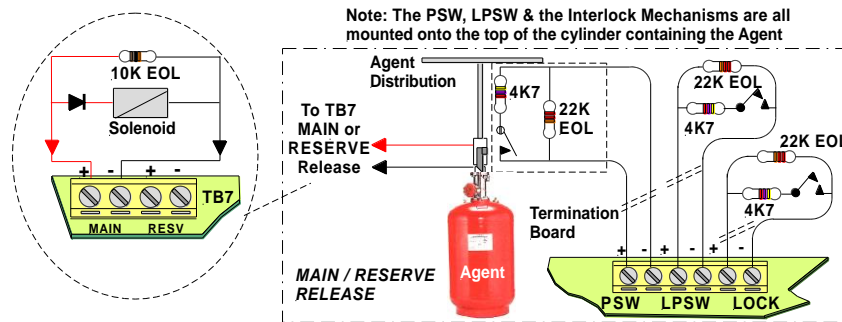 Note: The PSW, LPSW & the Interlock Mechanisms are all
mounted onto the top of the cylinder containing the Agent
10K EOL
Solenoid
+ - + -
TB7
MAIN RESV
Agent
Distribution
To TB7
MAIN or
RESERVE
Release
4K7
22K
EOL
22K EOL
4K7
22K EOL
4K7
Termination
Board
Agent
MAIN / RESERVE
RELEASE
+ - + - + -
PSW LPSW LOCK